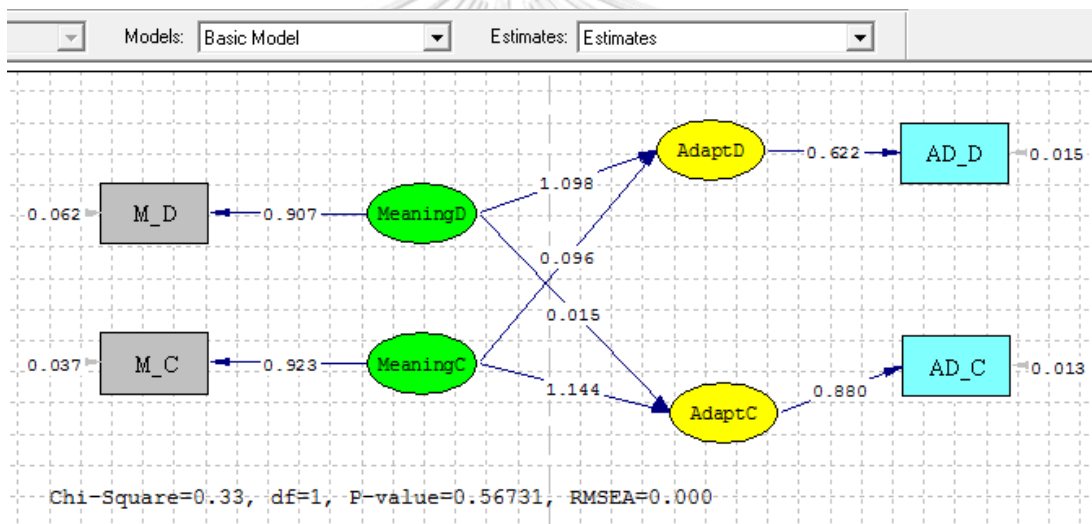 Models: Basic Model Estimates: Estimates
AdaptD 0.622 AD_D 0.015
1.098
0.062 M_D 0.907 MeaningD
0.096
0.015
0.037 M_C 0.923 MeaningC AD_C 0.013
1.144 0.880
AdaptC
Chi-Square=0.33, df=1, P-value=0.56731, RMSEA=0.000